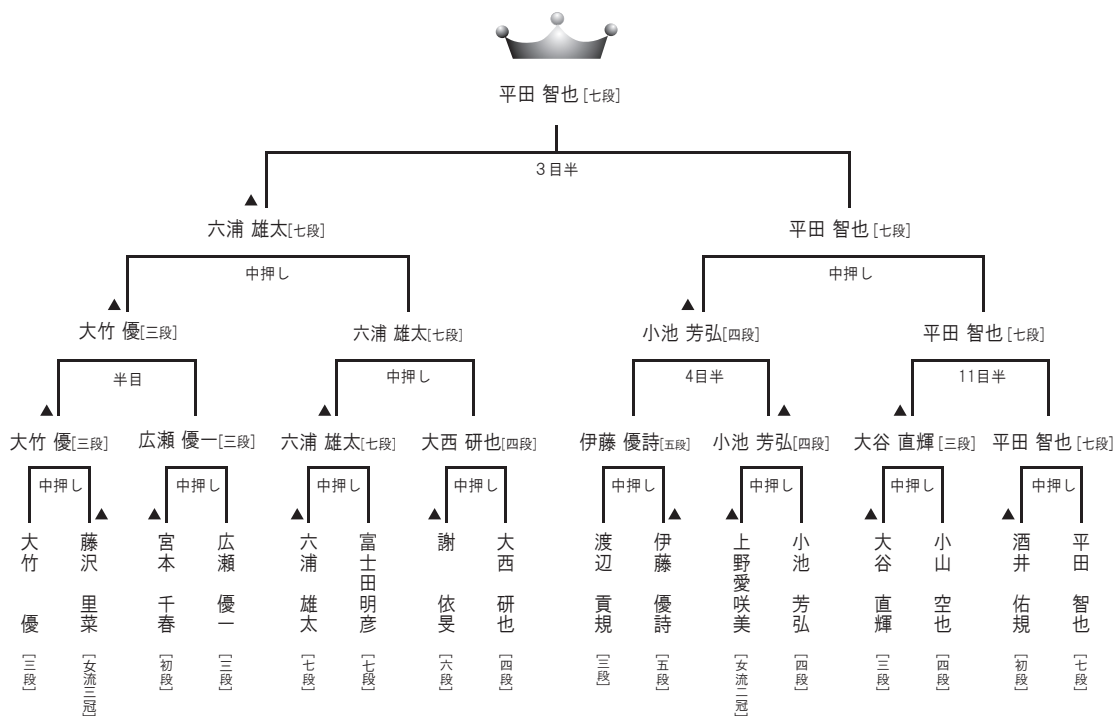 平田 智也 [七段]
３目半
▲
六浦 雄太[七段]
平田 智也 [七段]
中押し
中押し
▲
▲
大竹 優[三段]
六浦 雄太[七段]
小池 芳弘[四段]
平田 智也 [七段]
半目
中押し
4目半
11目半
▲
▲
▲
▲
大竹 優[三段]
広瀬 優一[三段]
六浦 雄太[七段]
大西 研也[四段]
伊藤 優詩[五段]
小池 芳弘[四段]
大谷 直輝 [三段]
平田 智也 [七段]
中押し
中押し
中押し
中押し
中押し
中押し
中押し
中押し
▲
▲
▲
▲
▲
▲
▲
▲
大竹 優 [三段]
藤沢 里菜 [女流三冠]
宮本 千春 [初段]
広瀬 優一 [三段]
六浦 雄太 [七段]
富士田明彦 [七段]
謝 依旻 [六段]
大西 研也 [四段]
渡辺 貢規 [三段]
伊藤 優詩 [五段]
上野愛咲美 [女流二冠]
小池 芳弘 [四段]
大谷 直輝 [三段]
小山 空也 [四段]
酒井 佑規 [初段]
平田 智也 [七段]